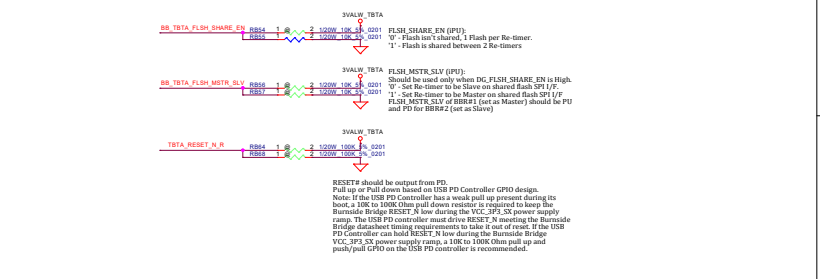 3VALW_TBTA
BB_TBTA_FLSH_SHARE_EN RB54 1 @ 2 1/20W_10K_5%_0201
RB55 1 2 1/20W_10K_5%_0201
FLSH_SHARE_EN (iPU):
'0' - Flash isn't shared, 1 Flash per Re-timer.
'1' - Flash is shared between 2 Re-timers
3VALW_TBTA
BB_TBTA_FLSH_MSTR_SLV RB56 1 @ 2 1/20W_10K_5%_0201
RB57 1 @ 2 1/20W_10K_5%_0201
FLSH_MSTR_SLV (iPU):
Should be used only when DG_FLSH_SHARE_EN is High.
'0' - Set Re-timer to be Slave on shared flash SPI I/F.
'1' - Set Re-timer to be Master on shared flash SPI I/F
FLSH_MSTR_SLV of BBR#1 (set as Master) should be PU
and PD for BBR#2 (set as Slave)
3VALW_TBTA
TBTA_RESET_N_R RB64 1 @ 2 1/20W_100K_5%_0201
RB68 1 @ 2 1/20W_100K_5%_0201
RESET# should be output from PD.
Pull up or Pull down based on USB PD Controller GPIO design.
Note: If the USB PD Controller has a weak pull up present during its
boot, a 10K to 100K Ohm pull down resistor is required to keep the
Burnside Bridge RESET_N low during the VCC_3P3_SX power supply
ramp. The USB PD controller must drive RESET_N meeting the Burnside
Bridge datasheet timing requirements to take it out of reset. If the USB
PD Controller can hold RESET_N low during the Burnside Bridge
VCC_3P3_SX power supply ramp, a 10K to 100K Ohm pull up and
push/pull GPIO on the USB PD controller is recommended.